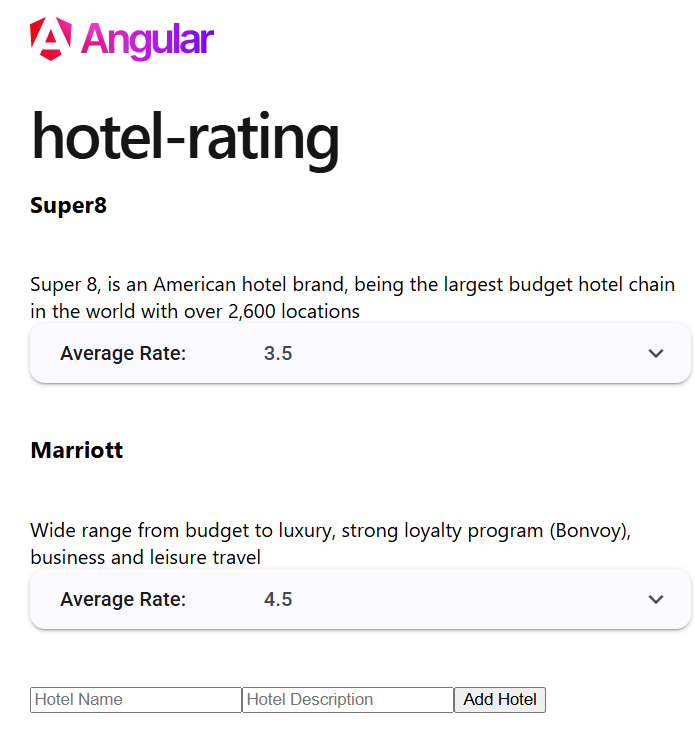 Angular
hotel-rating
Super8
Super 8, is an American hotel brand, being the largest budget hotel chain
in the world with over 2,600 locations
Average Rate: 3.5
Marriott
Wide range from budget to luxury, strong loyalty program (Bonvoy),
business and leisure travel
Average Rate: 4.5
Hotel Name Hotel Description Add Hotel